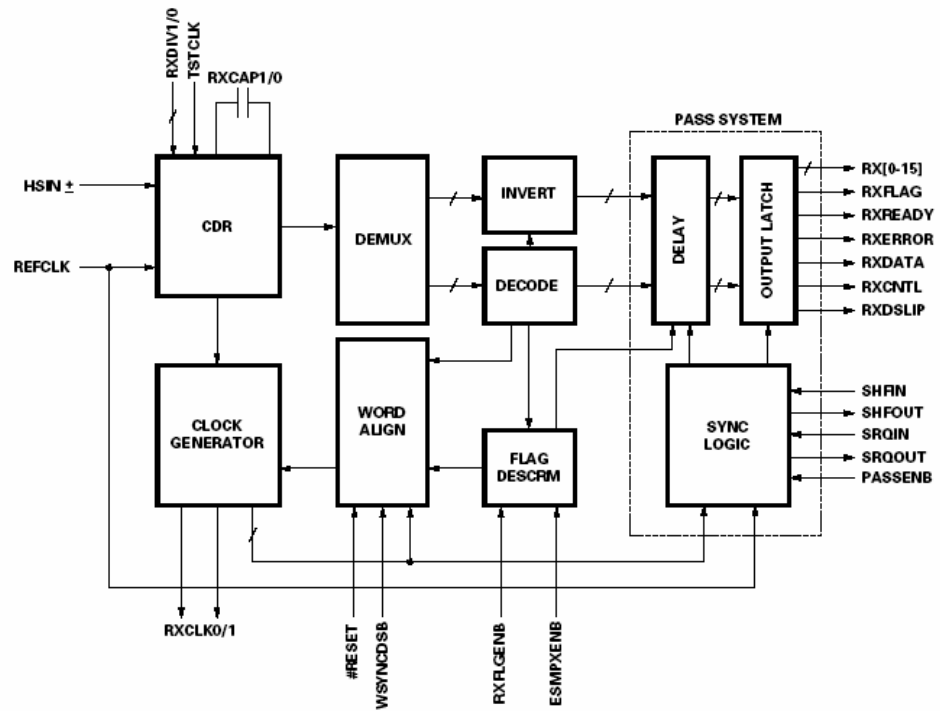 RXDIV1/0
TSTCLK
RXCAP1/0
PASS SYSTEM
HSIN ±
CDR
REFCLK
DEMUX
INVERT
DECODE
DELAY
OUTPUT LATCH
RX[0-15]
RXFLAG
RXREADY
RXERROR
RXDATA
RXCNTL
RXDSLIP
CLOCK
GENERATOR
WORD
ALIGN
FLAG
DESCRM
SYNC
LOGIC
SHFIN
SHFOUT
SRQIN
SRQOUT
PASSENB
RXCLK0/1
#RESET
WSYNCDSB
RXFLGENB
ESMPXENB